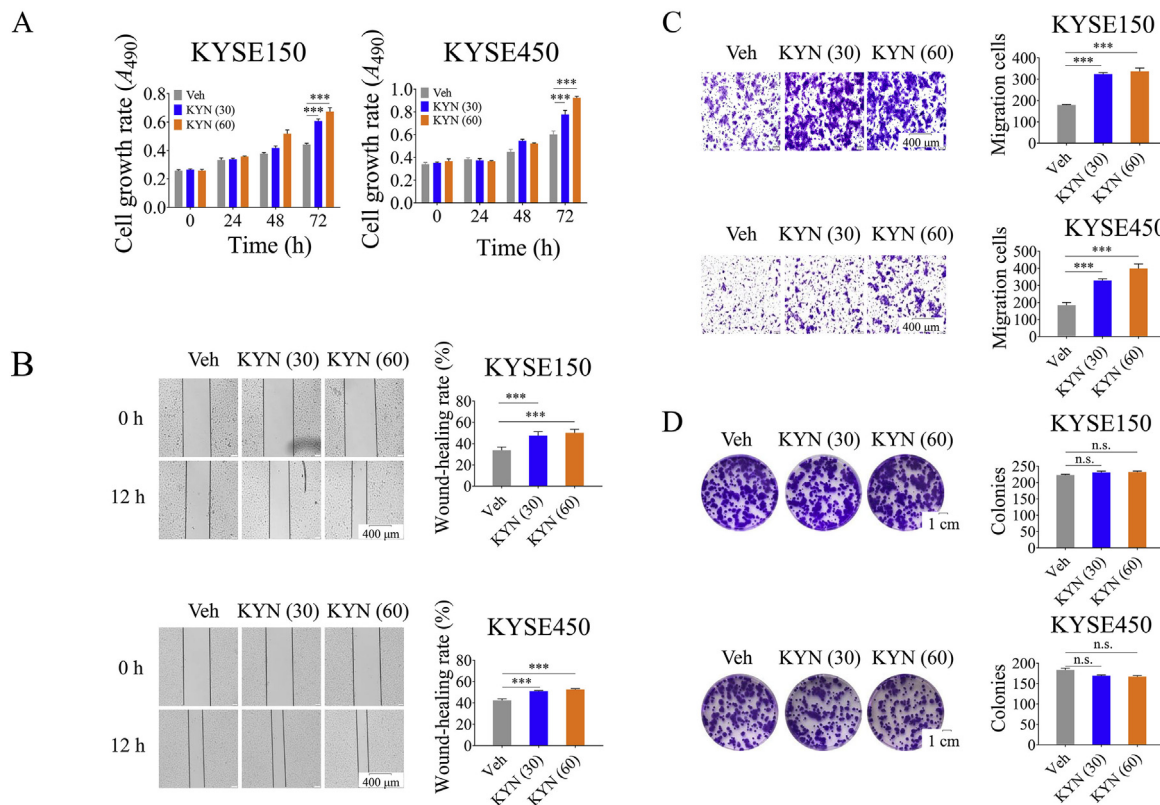 A
KYSE150
Cell growth rate (A490)
0.8
0.6
0.4
0.2
0.0
Veh
KYN (30)
KYN (60)
***
***
0 24 48 72
Time (h)
KYSE450
Cell growth rate (A490)
1.0
0.8
0.6
0.4
0.2
0.0
Veh
KYN (30)
KYN (60)
***
***
0 24 48 72
Time (h)
B
Veh KYN (30) KYN (60)
0 h
12 h
400 μm
KYSE150
Wound-healing rate (%)
80
60
40
20
0
***
***
Veh
KYN (30)
KYN (60)
Veh KYN (30) KYN (60)
0 h
12 h
400 μm
KYSE450
Wound-healing rate (%)
80
60
40
20
0
***
***
Veh
KYN (30)
KYN (60)
C
Veh KYN (30) KYN (60)
400 μm
KYSE150
Migration cells
400
300
200
100
0
***
***
Veh
KYN (30)
KYN (60)
Veh KYN (30) KYN (60)
400 μm
KYSE450
Migration cells
500
400
300
200
100
0
***
***
Veh
KYN (30)
KYN (60)
D
Veh KYN (30) KYN (60)
1 cm
KYSE150
Colonies
250
200
150
100
50
0
n.s.
n.s.
Veh
KYN (30)
KYN (60)
Veh KYN (30) KYN (60)
1 cm
KYSE450
Colonies
200
150
100
50
0
n.s.
n.s.
Veh
KYN (30)
KYN (60)